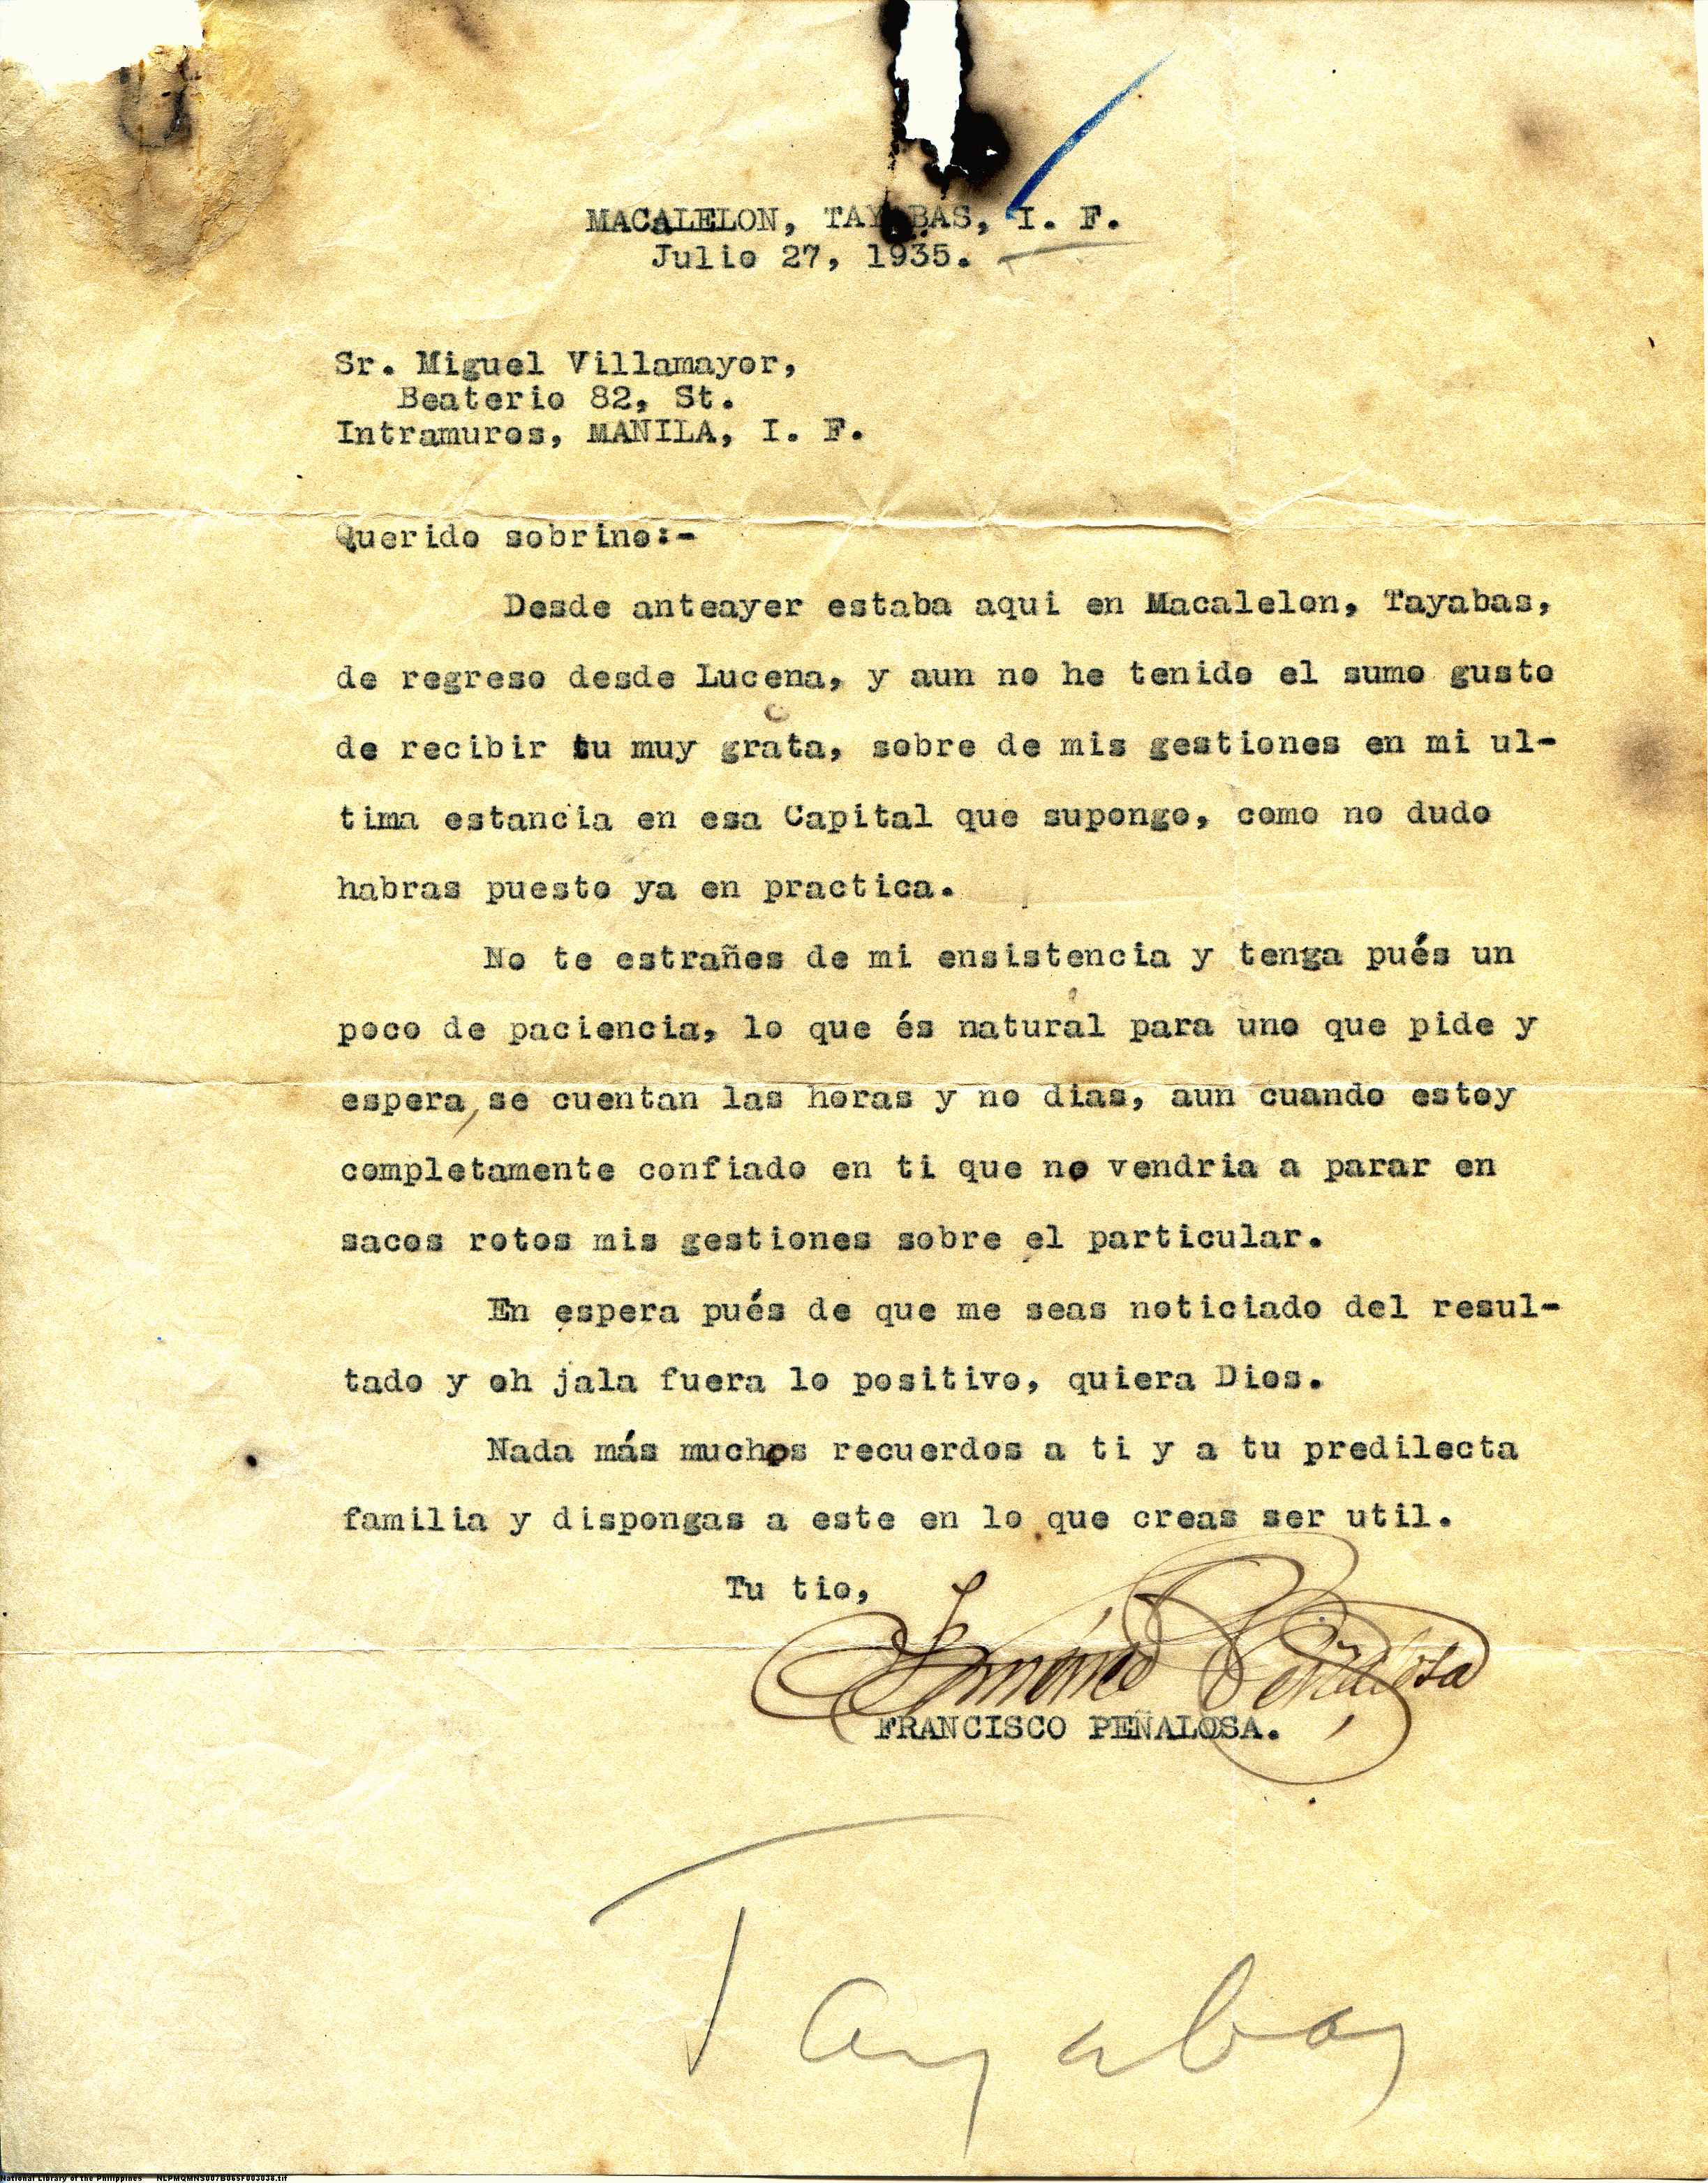 MACALELON, TAYABAS, I. F.
Julio 27, 1935.
Sr. Miguel Villamayor,
Beaterio 82, St.
Intramuros, MANILA, I. F.
Querido sobrino:-
Desde anteayer estaba aqui en Macalelon, Tayabas,
de regreso desde Lucena, y aun no he tenido el sumo gusto
de recibir tu muy grata, sobre de mis gestiones en mi ul-
tima estancia en esa Capital que supongo, como no dudo
habras puesto ya en practica.
No te estrañes de mi ensistencia y tenga pués un
poco de paciencia, lo que és natural para uno que pide y
espera, se cuentan las horas y no dias, aun cuando estoy
completamente confiado en ti que no vendria a parar en
sacos rotos mis gestiones sobre el particular.
En espera pués de que me seas noticiado del resul-
tado y oh jala fuera lo positivo, quiera Dios.
Nada más muchos recuerdos a ti y a tu predilecta
familia y dispongas a este en lo que creas ser util.
Tu tio,
Peñalosa
FRANCISCO PEÑALOSA.
Tayabas
National Library of the Philippines